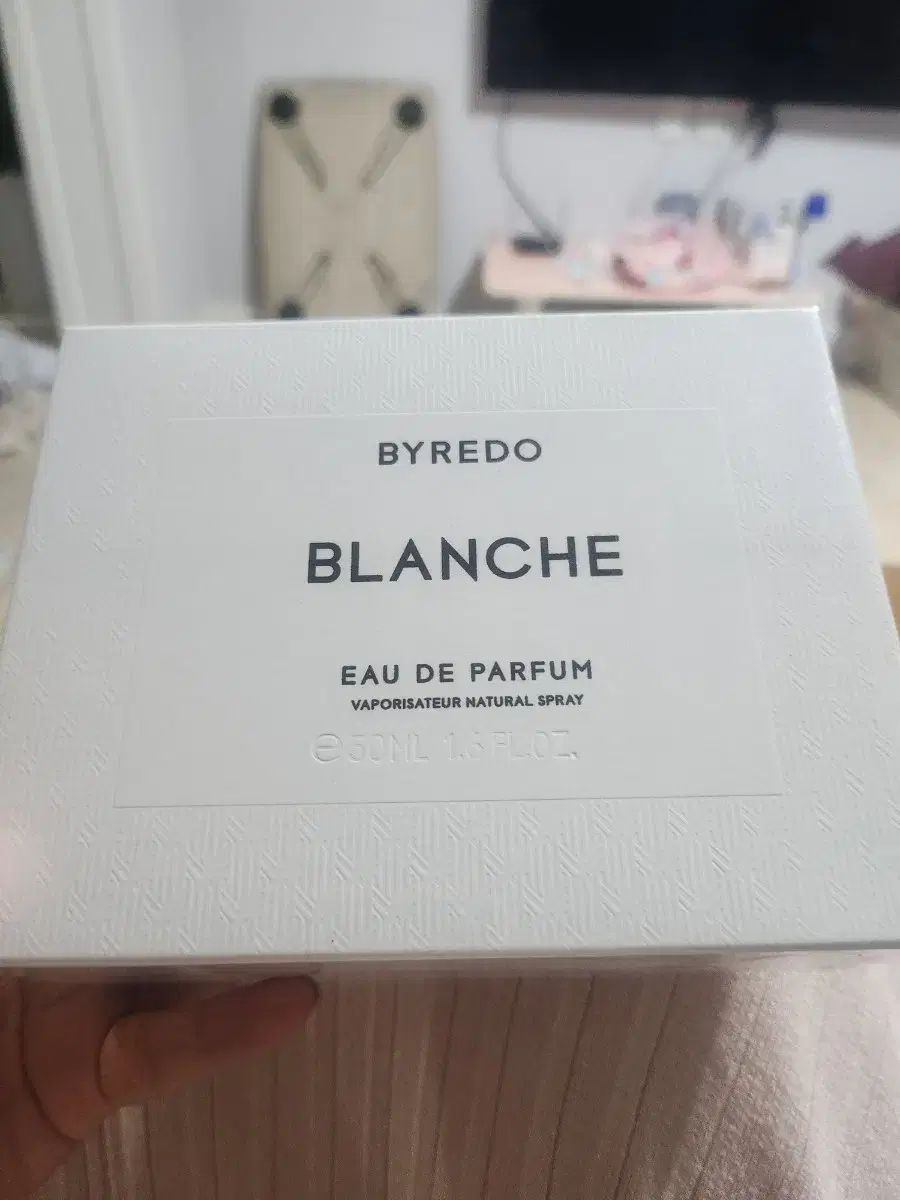 BYREDO
BLANCHE
EAU DE PARFUM
VAPORISATEUR NATURAL SPRAY
℮ 50ML 1.6 FL.OZ.